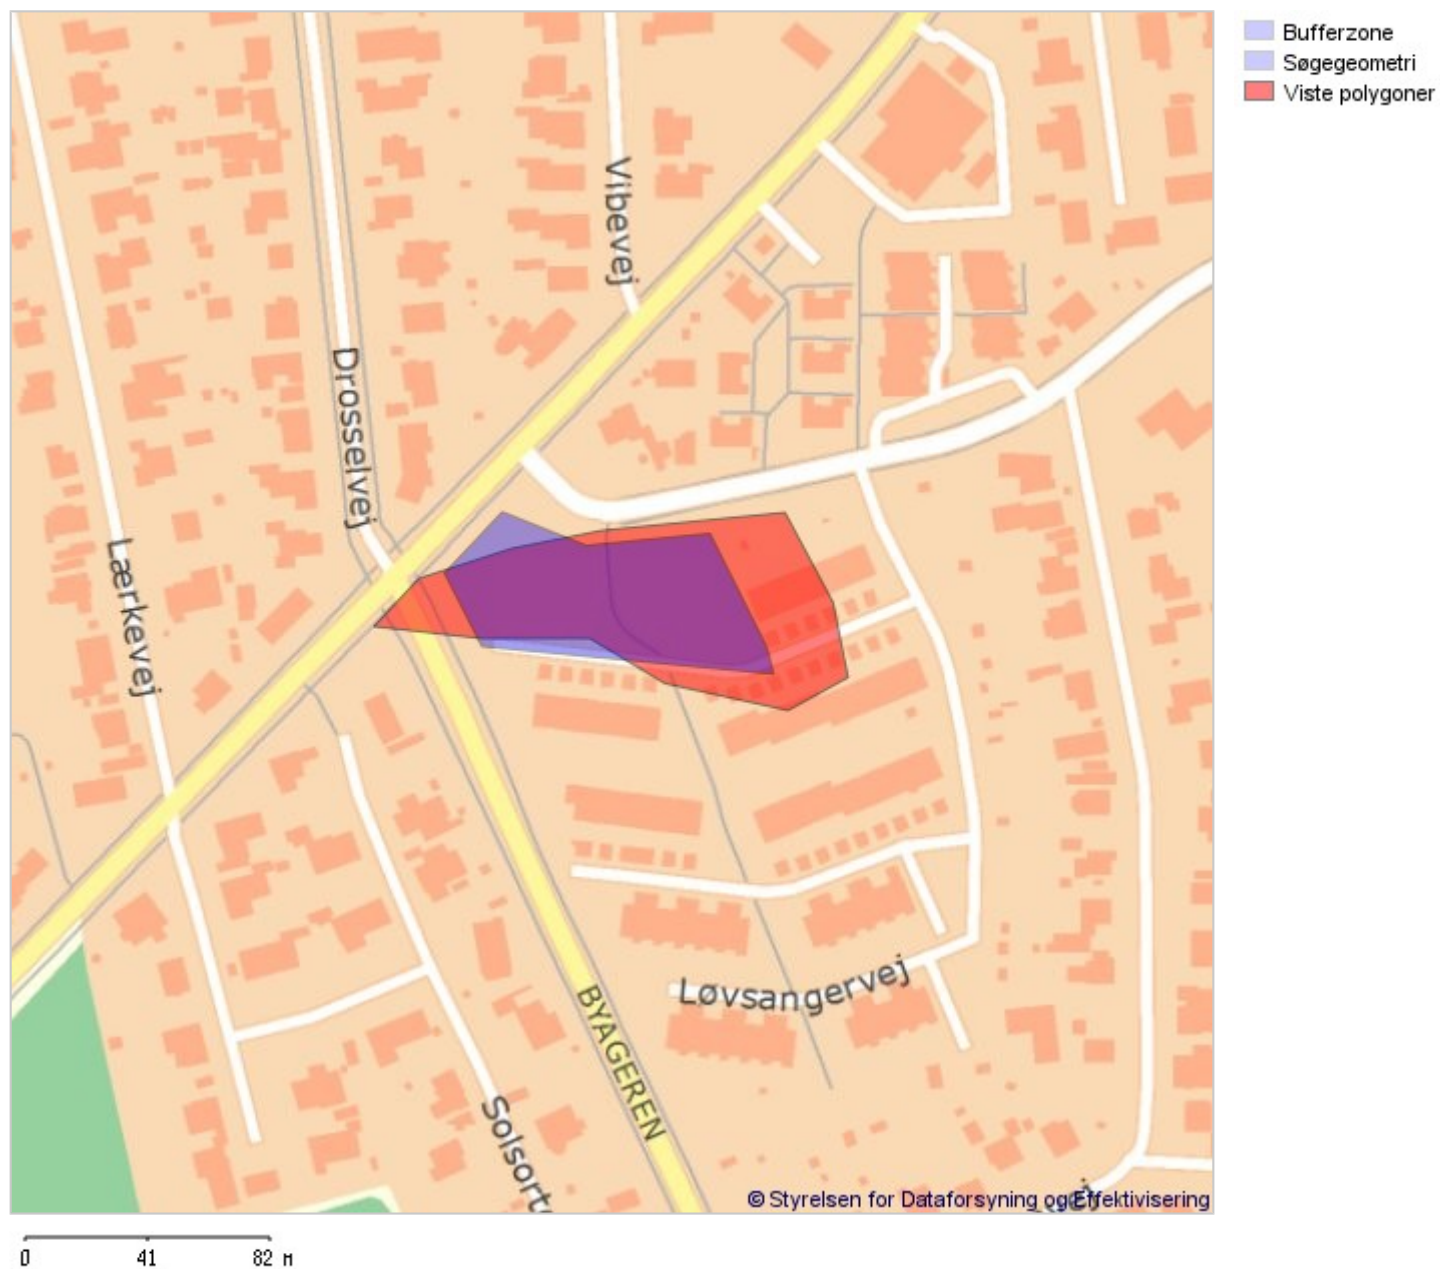 Bufferzone
Søgegeometri
Viste polygoner
Vibevej
Drosselvej
Lærkevej
Løvsangervej
BYAGEREN
Solsort
© Styrelsen for Dataforsyning og Effektivisering
0 41 82 M